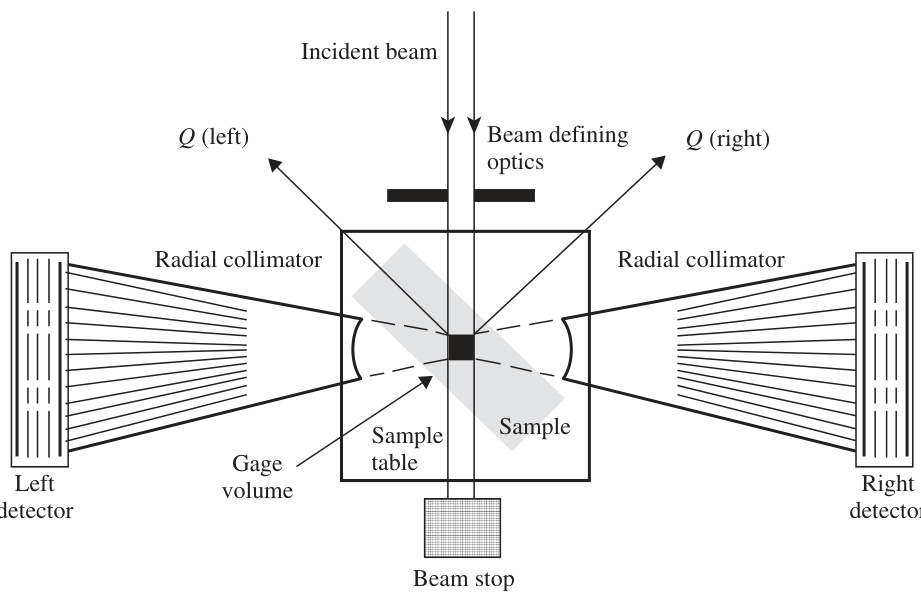 Incident beam
Q (left)
Beam defining
optics
Q (right)
Radial collimator
Radial collimator
Sample
Sample
table
Gage
volume
Left
detector
Right
detecto
Beam stop